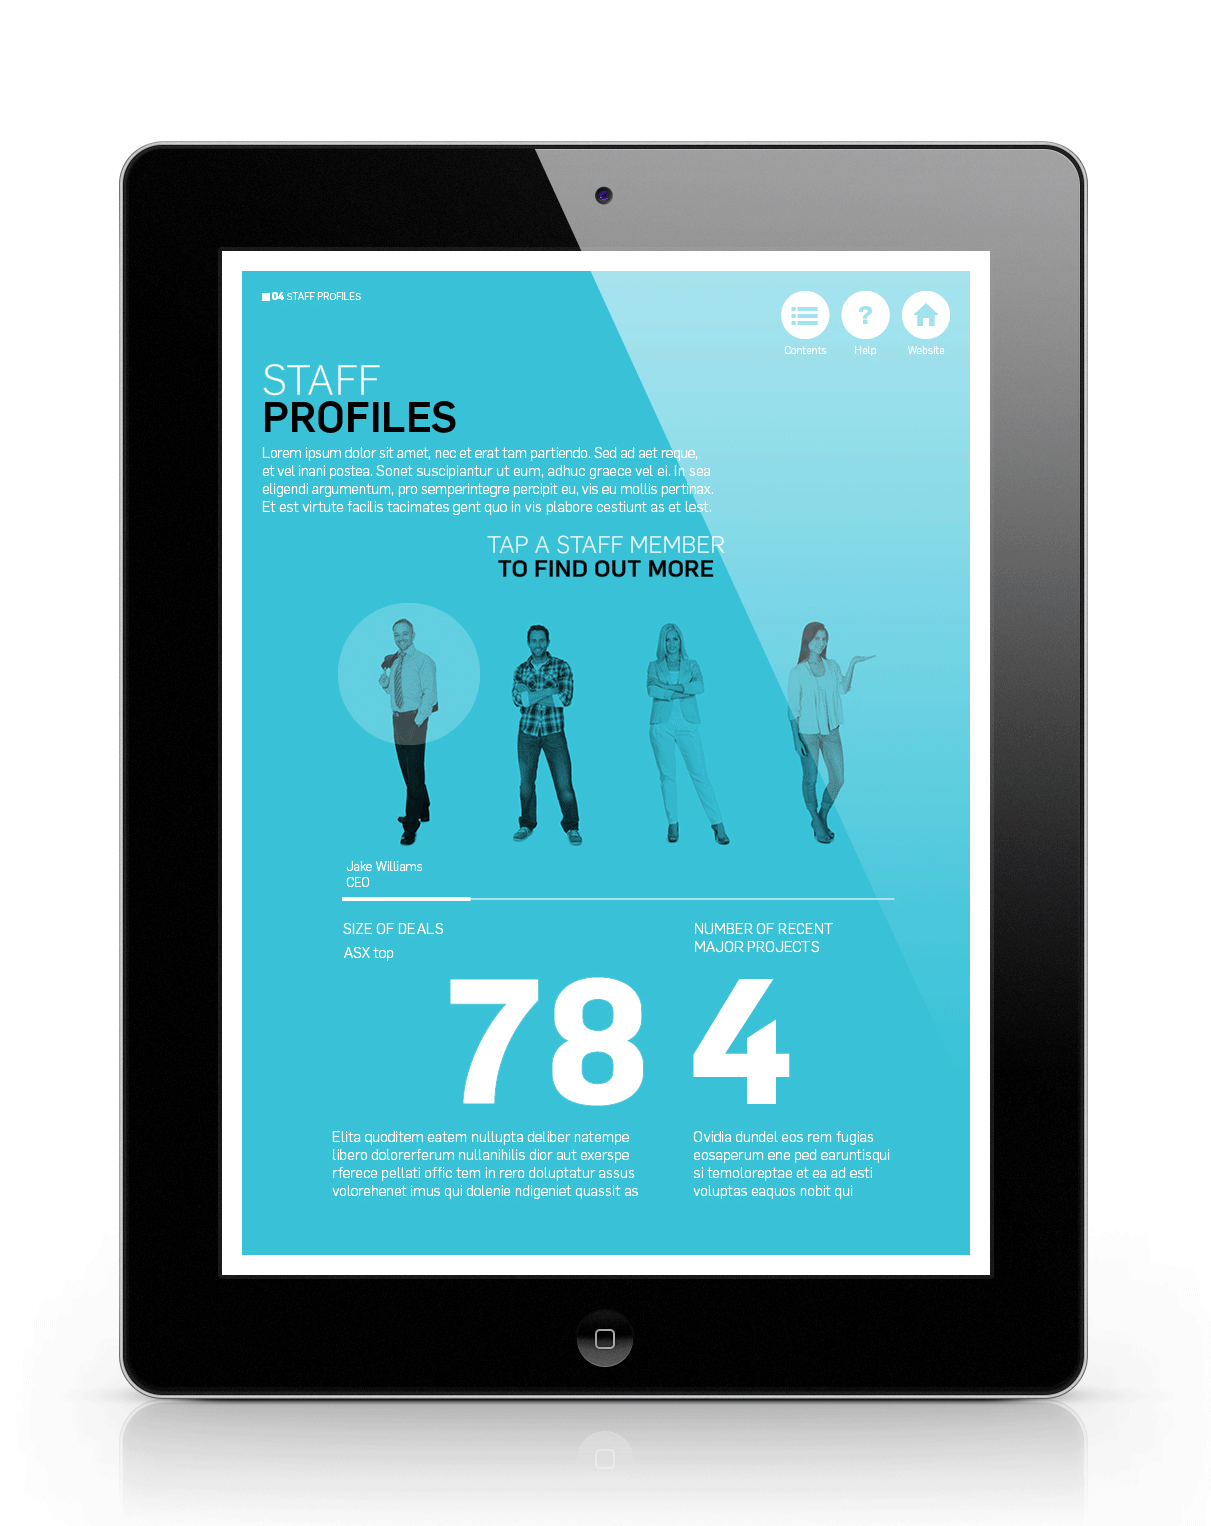 04 STAFF PROFILES
Contents
?
Help
Website
STAFF
PROFILES
Lorem ipsum dolor sit amet, nec et erat tam partiendo. Sed ad aet reque,
et vel inani postea. Sonet suscipiantur ut eum, adhuc graece vel ei. In sea
eligendi argumentum, pro semperintegre percipit eu, vis eu mollis pertinax.
Et est virtute facilis tacimates gent quo in vis plabore cestiunt as et lest.
TAP A STAFF MEMBER
TO FIND OUT MORE
Jake Williams
CEO
SIZE OF DEALS
ASX top
78
Elita quoditem eatem nullupta deliber natempe
libero dolorerferum nullanihilis dior aut exerspe
rferece pellati offic tem in rero doluptatur assus
volorehenet imus qui dolenie ndigeniet quassit as
NUMBER OF RECENT
MAJOR PROJECTS
4
Ovidia dundel eos rem fugias
eosaperum ene ped earuntisqui
si temoloreptae et ea ad esti
voluptas eaquos nobit qui